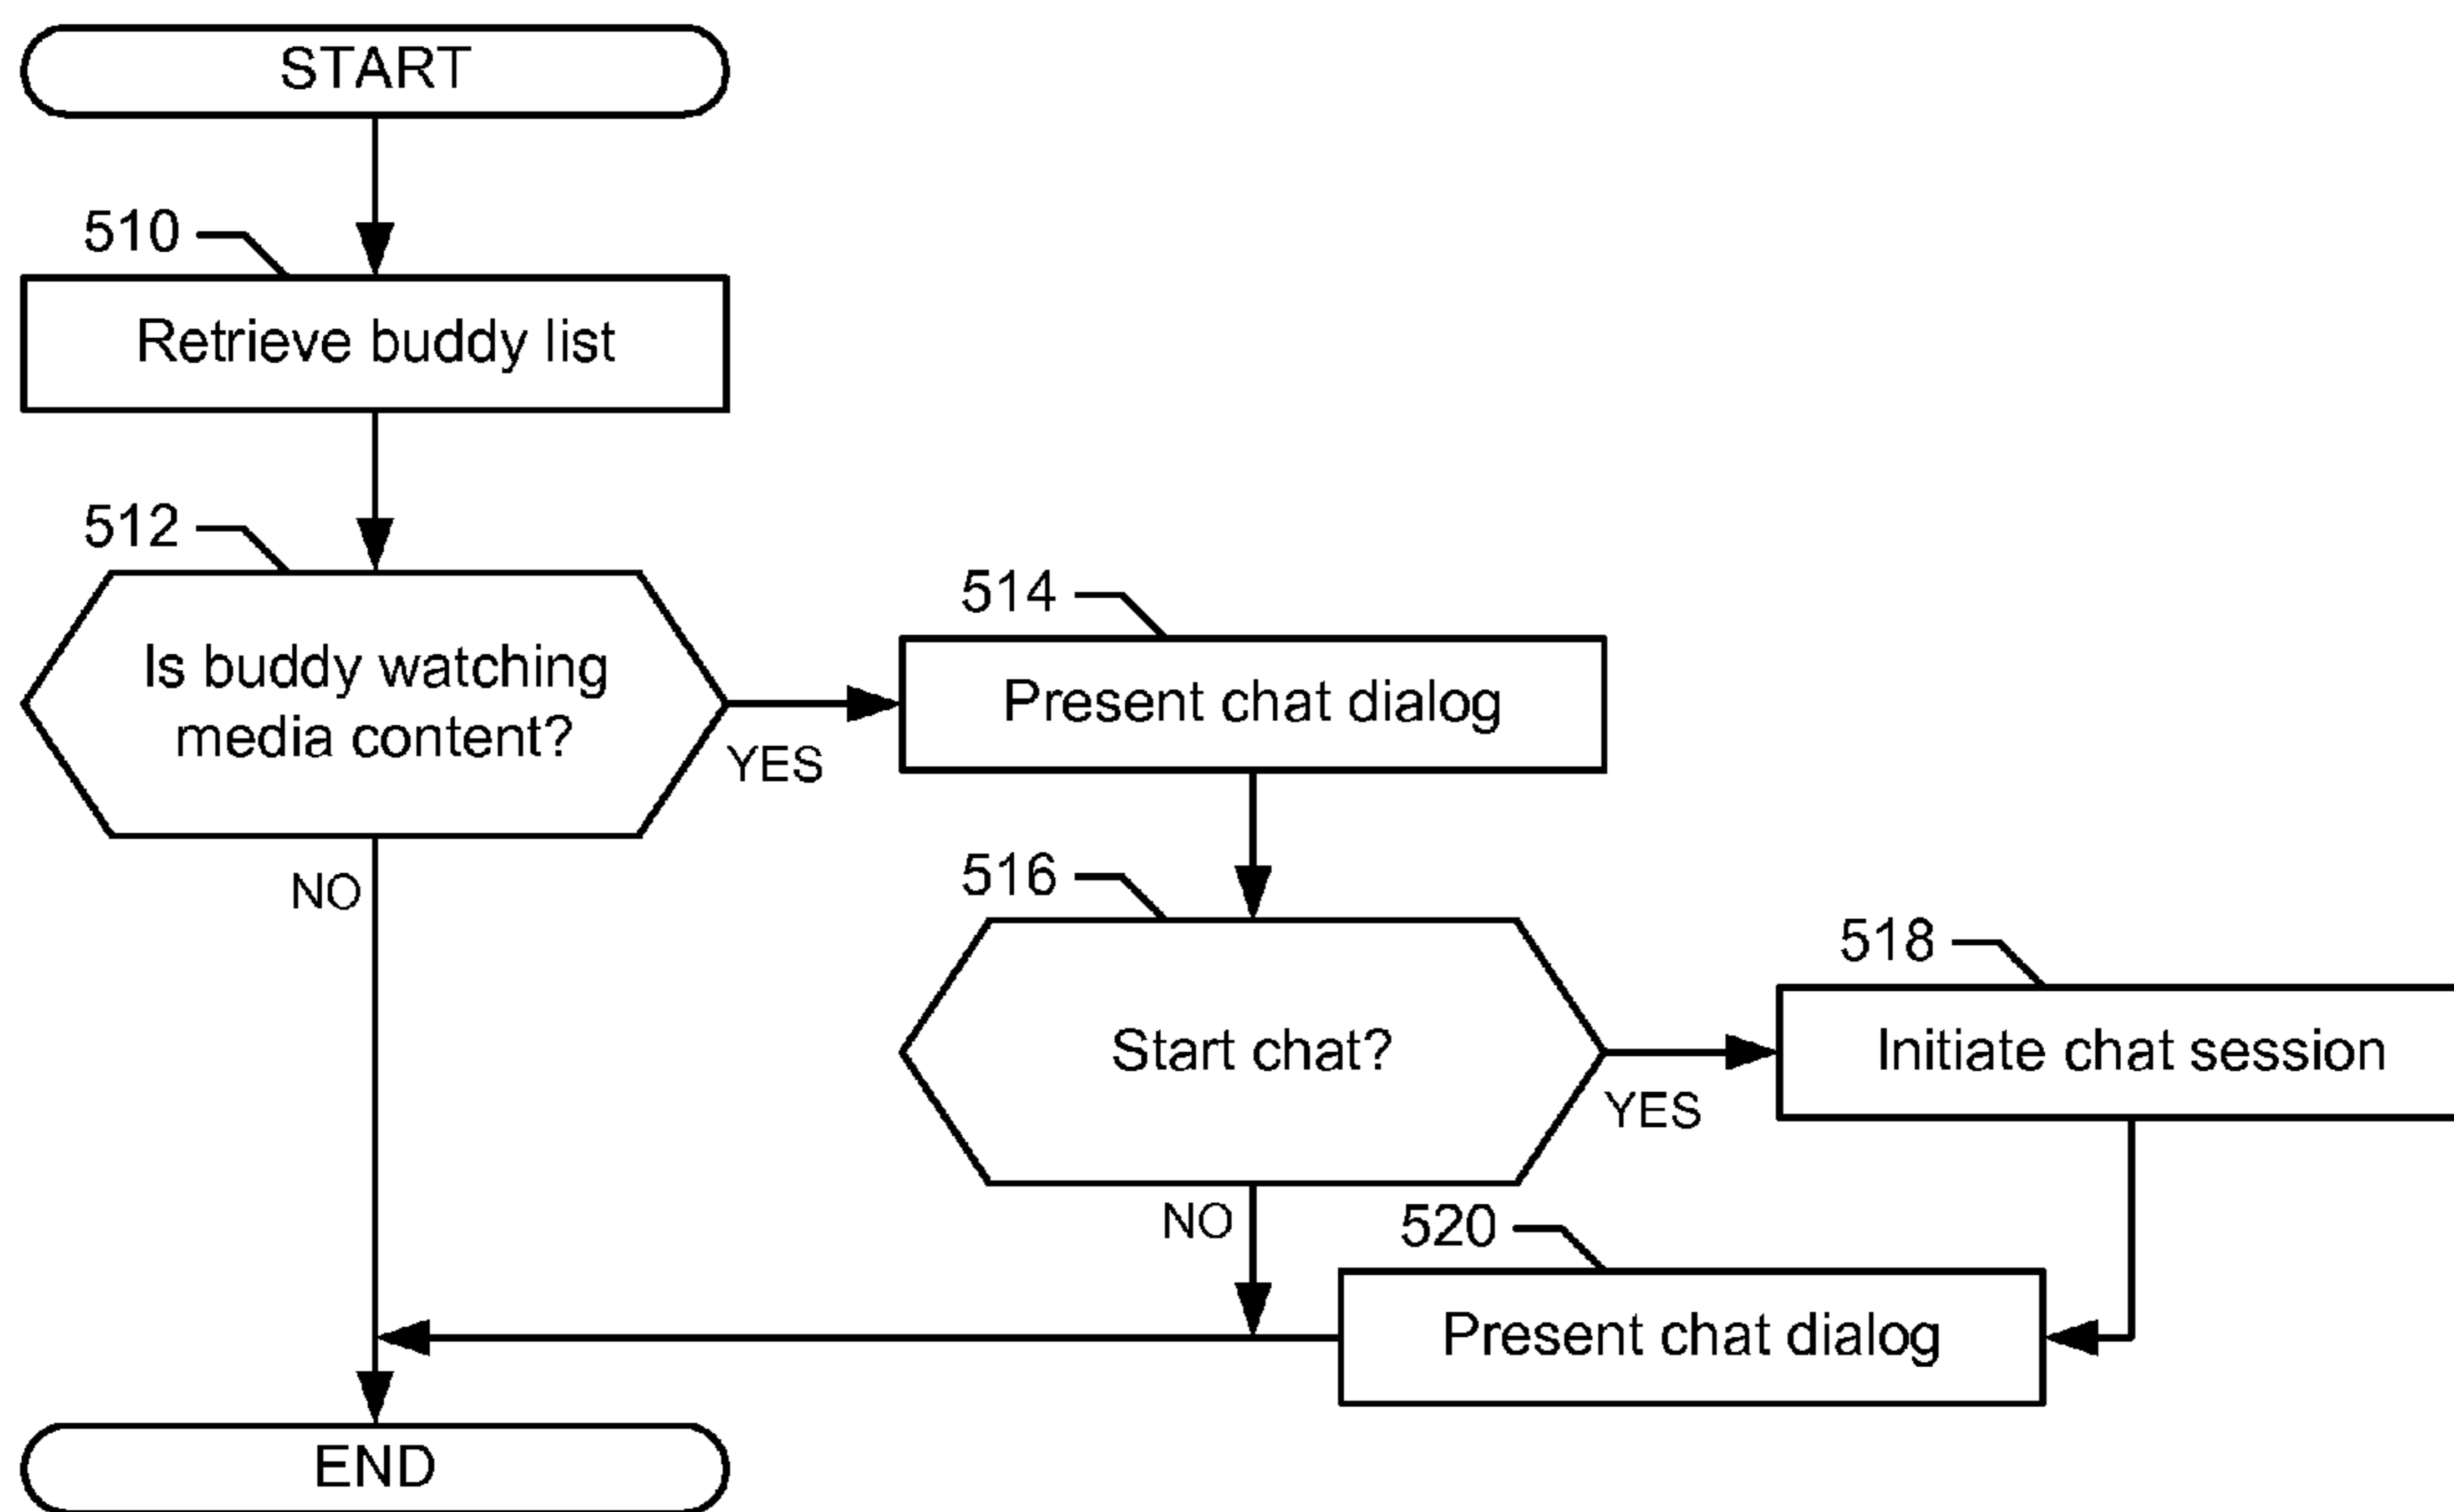 START
510
Retrieve buddy list
512
Is buddy watching
media content?
YES
NO
514
Present chat dialog
516
Start chat?
YES
NO
518
Initiate chat session
520
Present chat dialog
END